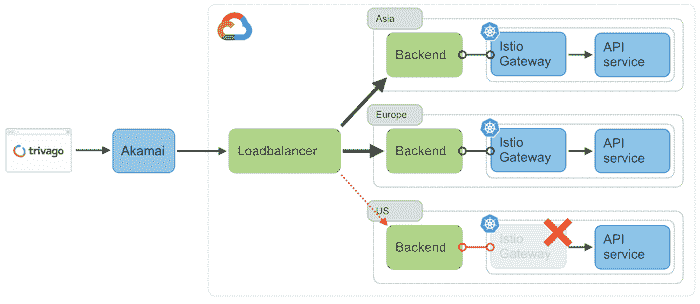 Asia
Backend
Istio
Gateway
API
service
Europe
trivago
Akamai
Loadbalancer
Backend
Istio
Gateway
API
service
US
Backend
Istio
Gateway
API
service